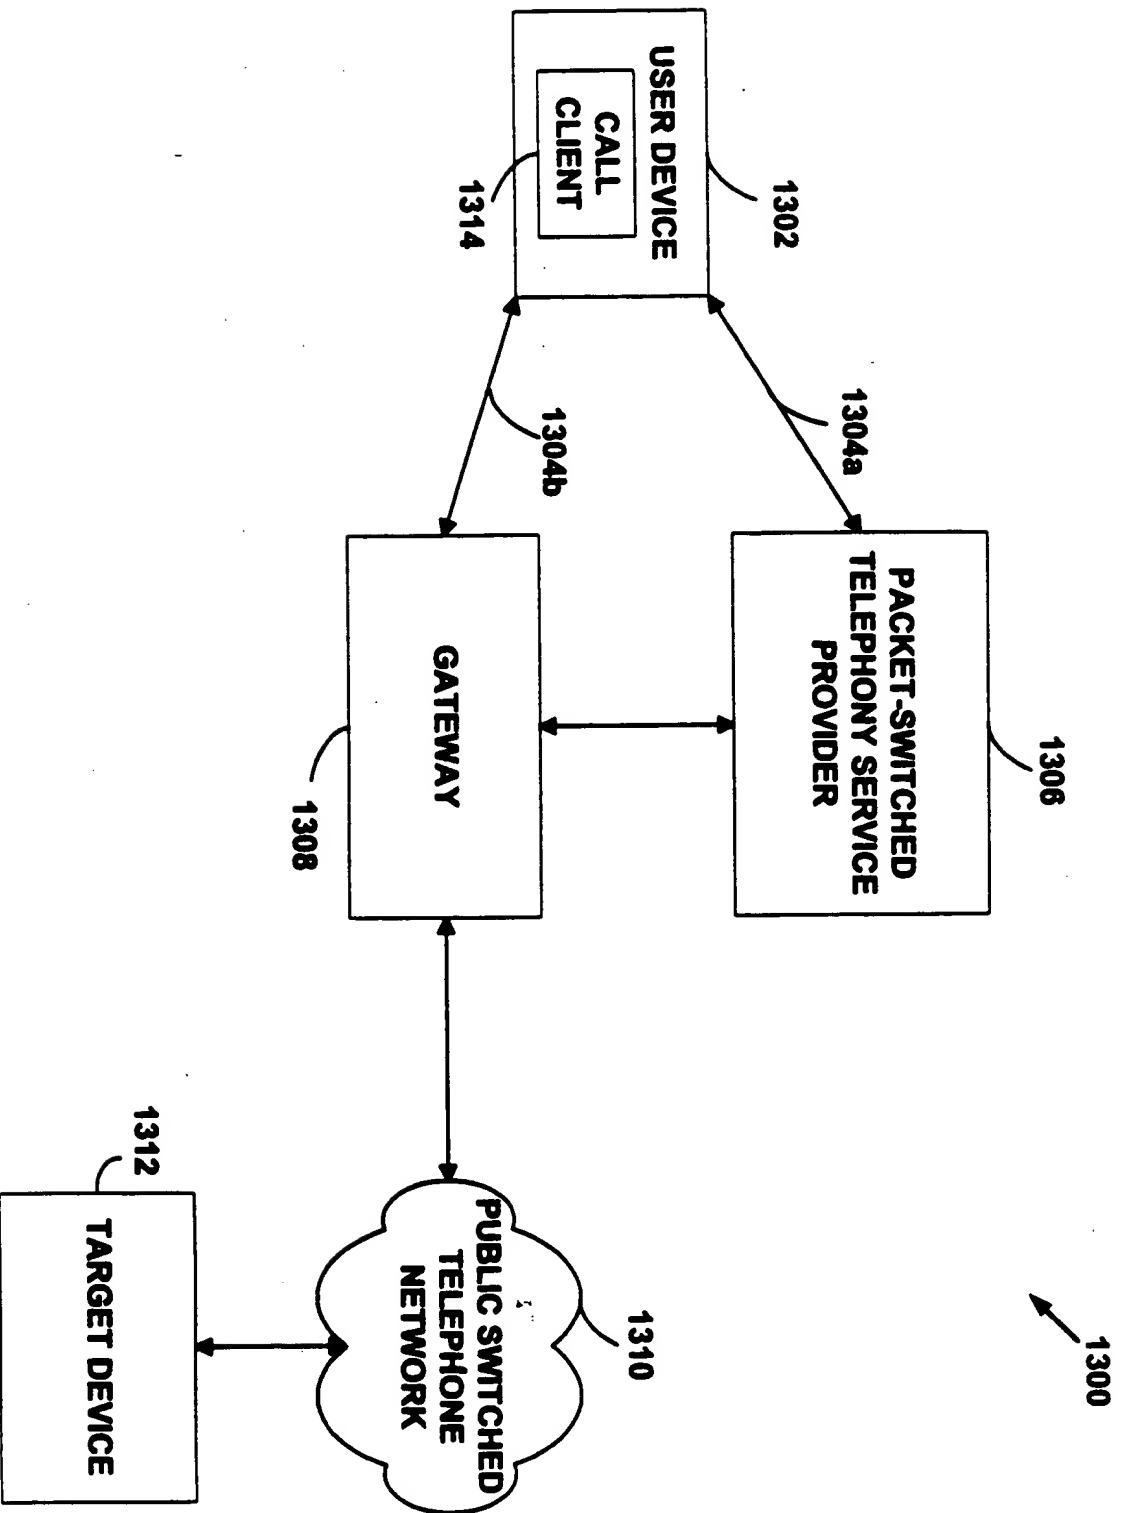 1300
1302
USER DEVICE
CALL
CLIENT
1314
1304a
1304b
1306
PACKET-SWITCHED
TELEPHONY SERVICE
PROVIDER
GATEWAY
1308
1310
PUBLIC SWITCHED
TELEPHONE
NETWORK
1312
TARGET DEVICE